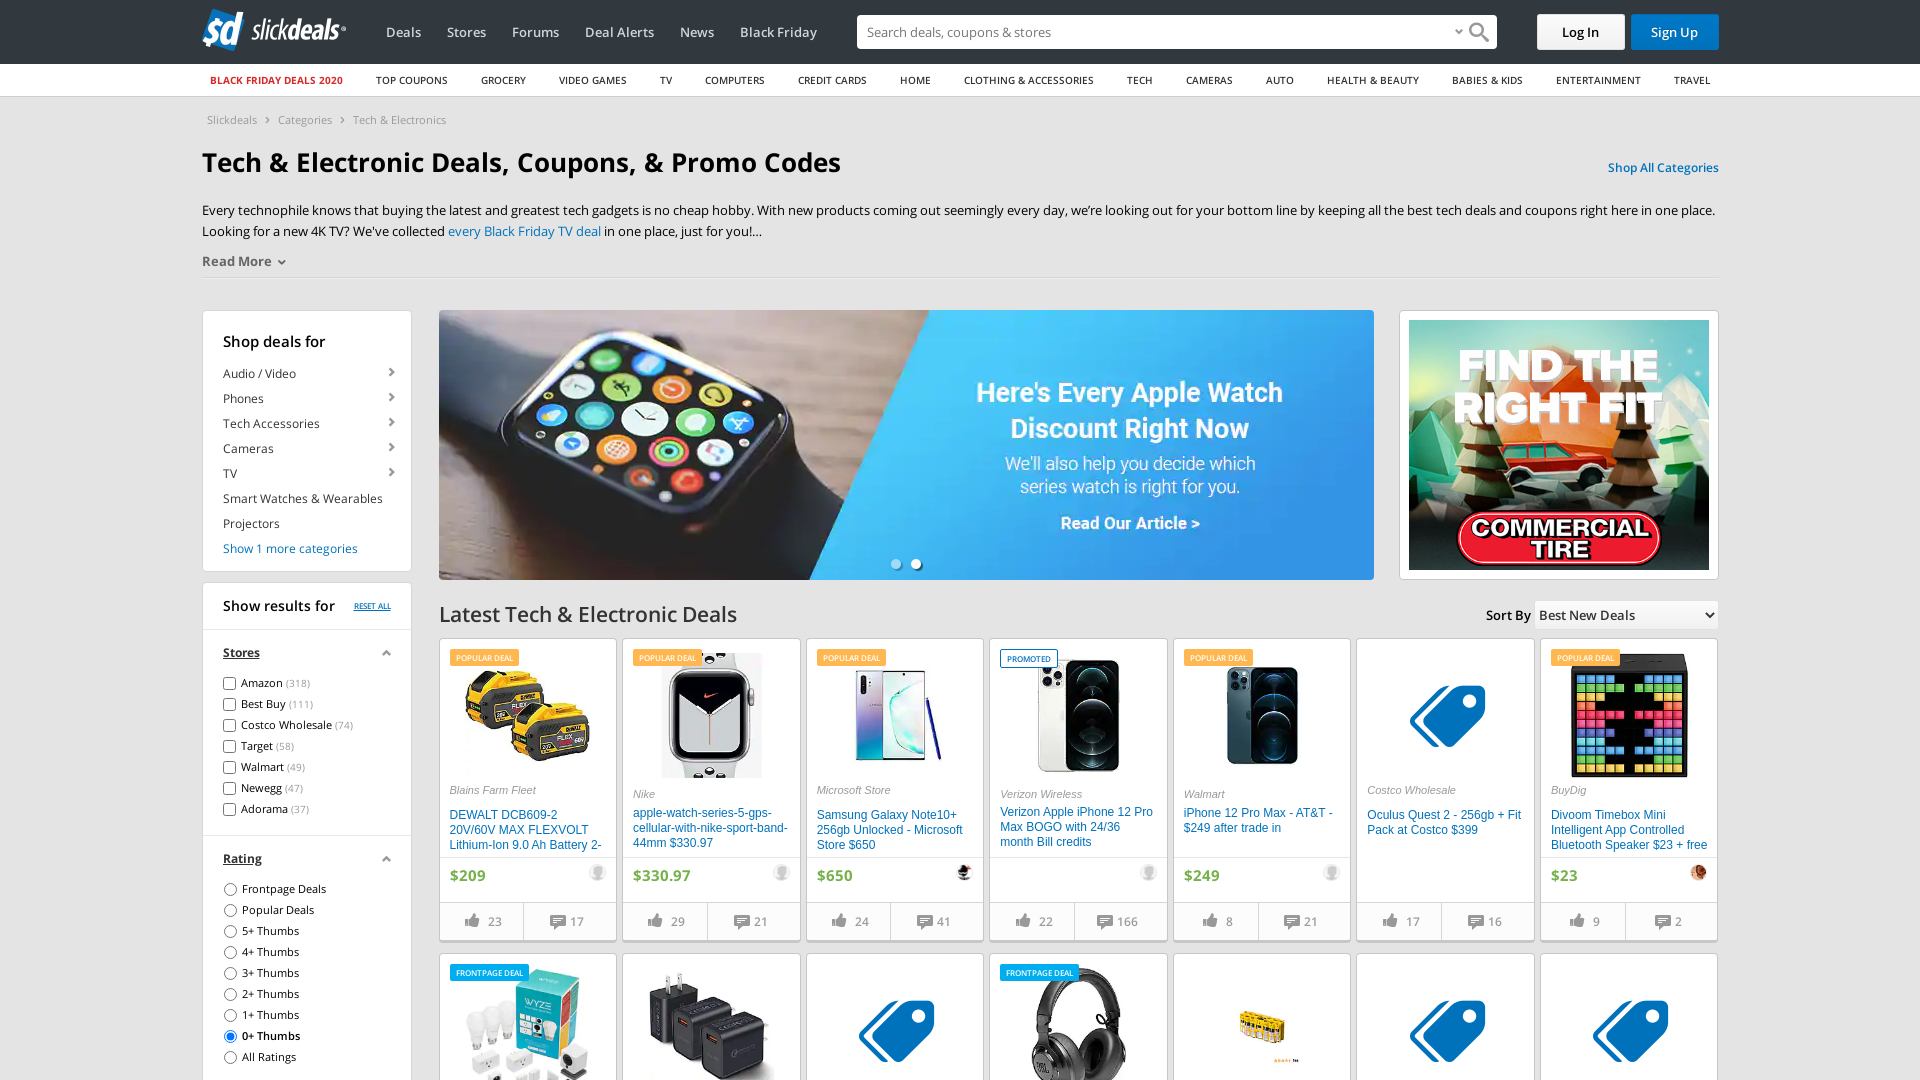 sd slickdeals
Deals
Stores
Forums
Deal Alerts
News
Black Friday
Search deals, coupons & stores
Log In
Sign Up
BLACK FRIDAY DEALS 2020
TOP COUPONS
GROCERY
VIDEO GAMES
TV
COMPUTERS
CREDIT CARDS
HOME
CLOTHING & ACCESSORIES
TECH
CAMERAS
AUTO
HEALTH & BEAUTY
BABIES & KIDS
ENTERTAINMENT
TRAVEL
Slickdeals > Categories > Tech & Electronics
Tech & Electronic Deals, Coupons, & Promo Codes
Shop All Categories
Every technophile knows that buying the latest and greatest tech gadgets is no cheap hobby. With new products coming out seemingly every day, we’re looking out for your bottom line by keeping all the best tech deals and coupons right here in one place.
Looking for a new 4K TV? We've collected every Black Friday TV deal in one place, just for you!...
Read More
Shop deals for
Audio / Video
Phones
Tech Accessories
Cameras
TV
Smart Watches & Wearables
Projectors
Show 1 more categories
Show results for
RESET ALL
Stores
Amazon (318)
Best Buy (111)
Costco Wholesale (74)
Target (58)
Walmart (49)
Newegg (47)
Adorama (37)
Rating
Frontpage Deals
Popular Deals
5+ Thumbs
4+ Thumbs
3+ Thumbs
2+ Thumbs
1+ Thumbs
0+ Thumbs
All Ratings
Here's Every Apple Watch
Discount Right Now
We'll also help you decide which
series watch is right for you.
Read Our Article >
FIND THE
RIGHT FIT
COMMERCIAL
TIRE
Latest Tech & Electronic Deals
Sort By
Best New Deals
POPULAR DEAL
Blains Farm Fleet
DEWALT DCB609-2
20V/60V MAX FLEXVOLT
Lithium-Ion 9.0 Ah Battery 2-
$209
23
17
POPULAR DEAL
Nike
apple-watch-series-5-gps-
cellular-with-nike-sport-band-
44mm $330.97
$330.97
29
21
POPULAR DEAL
Microsoft Store
Samsung Galaxy Note10+
256gb Unlocked - Microsoft
Store $650
$650
24
41
PROMOTED
Verizon Wireless
Verizon Apple iPhone 12 Pro
Max BOGO with 24/36
month Bill credits
22
166
POPULAR DEAL
Walmart
iPhone 12 Pro Max - AT&T -
$249 after trade in
$249
8
21
Costco Wholesale
Oculus Quest 2 - 256gb + Fit
Pack at Costco $399
17
16
POPULAR DEAL
BuyDig
Divoom Timebox Mini
Intelligent App Controlled
Bluetooth Speaker $23 + free
$23
9
2
FRONTPAGE DEAL
WYZE
FRONTPAGE DEAL